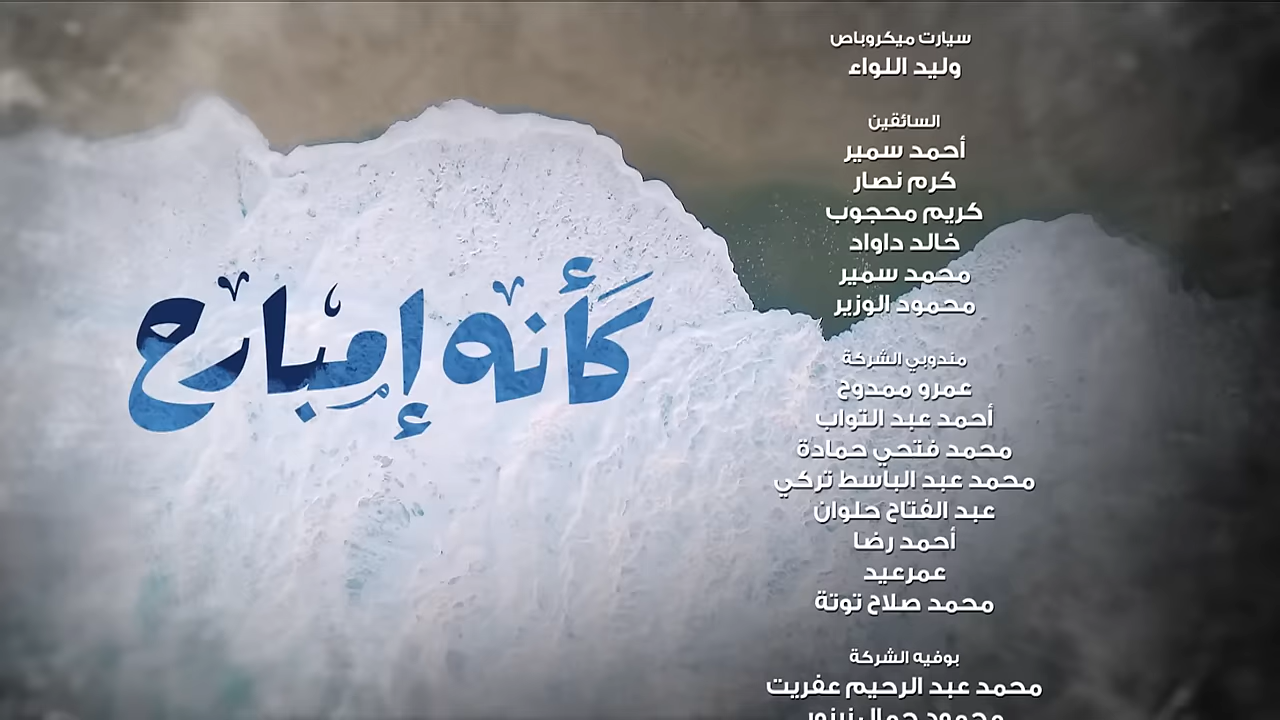 كأنه إمبارح
سيارت ميكروباص
وليد اللواء
السائقين
أحمد سمير
كرم نصار
كريم محجوب
خالد داواد
محمد سمير
محمود الوزير
مندوبي الشركة
عمرو ممدوح
أحمد عبد التواب
محمد فتحي حمادة
محمد عبد الباسط تركي
عبد الفتاح حلوان
أحمد رضا
عمرعيد
محمد صلاح توتة
بوفيه الشركة
محمد عبد الرحيم عفريت
محمود جمال